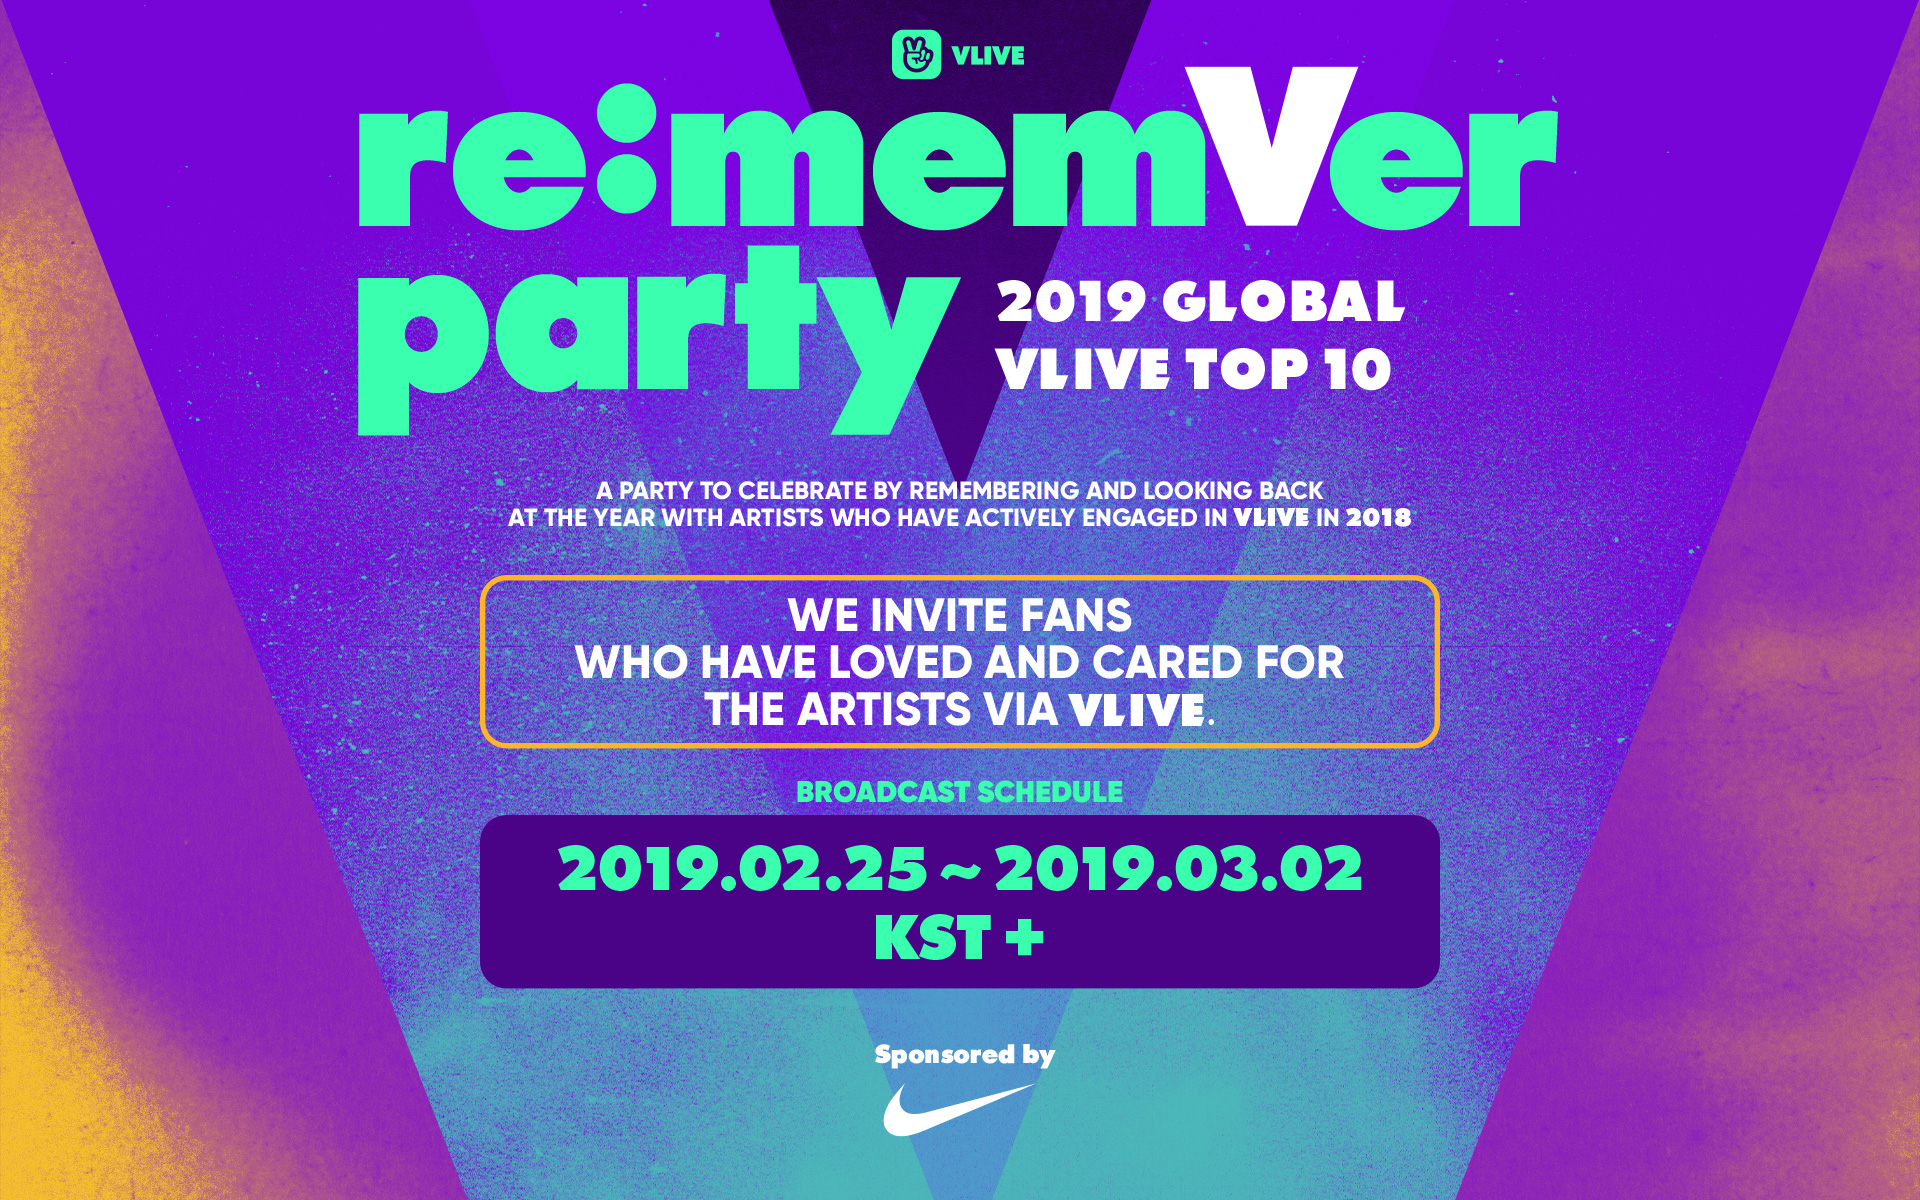 VLIVE
re:memVer
party
2019 GLOBAL
VLIVE TOP 10
A PARTY TO CELEBRATE BY REMEMBERING AND LOOKING BACK
AT THE YEAR WITH ARTISTS WHO HAVE ACTIVELY ENGAGED IN VLIVE IN 2018
WE INVITE FANS
WHO HAVE LOVED AND CARED FOR
THE ARTISTS VIA VLIVE.
BROADCAST SCHEDULE
2019.02.25 ~ 2019.03.02
KST +
Sponsored by